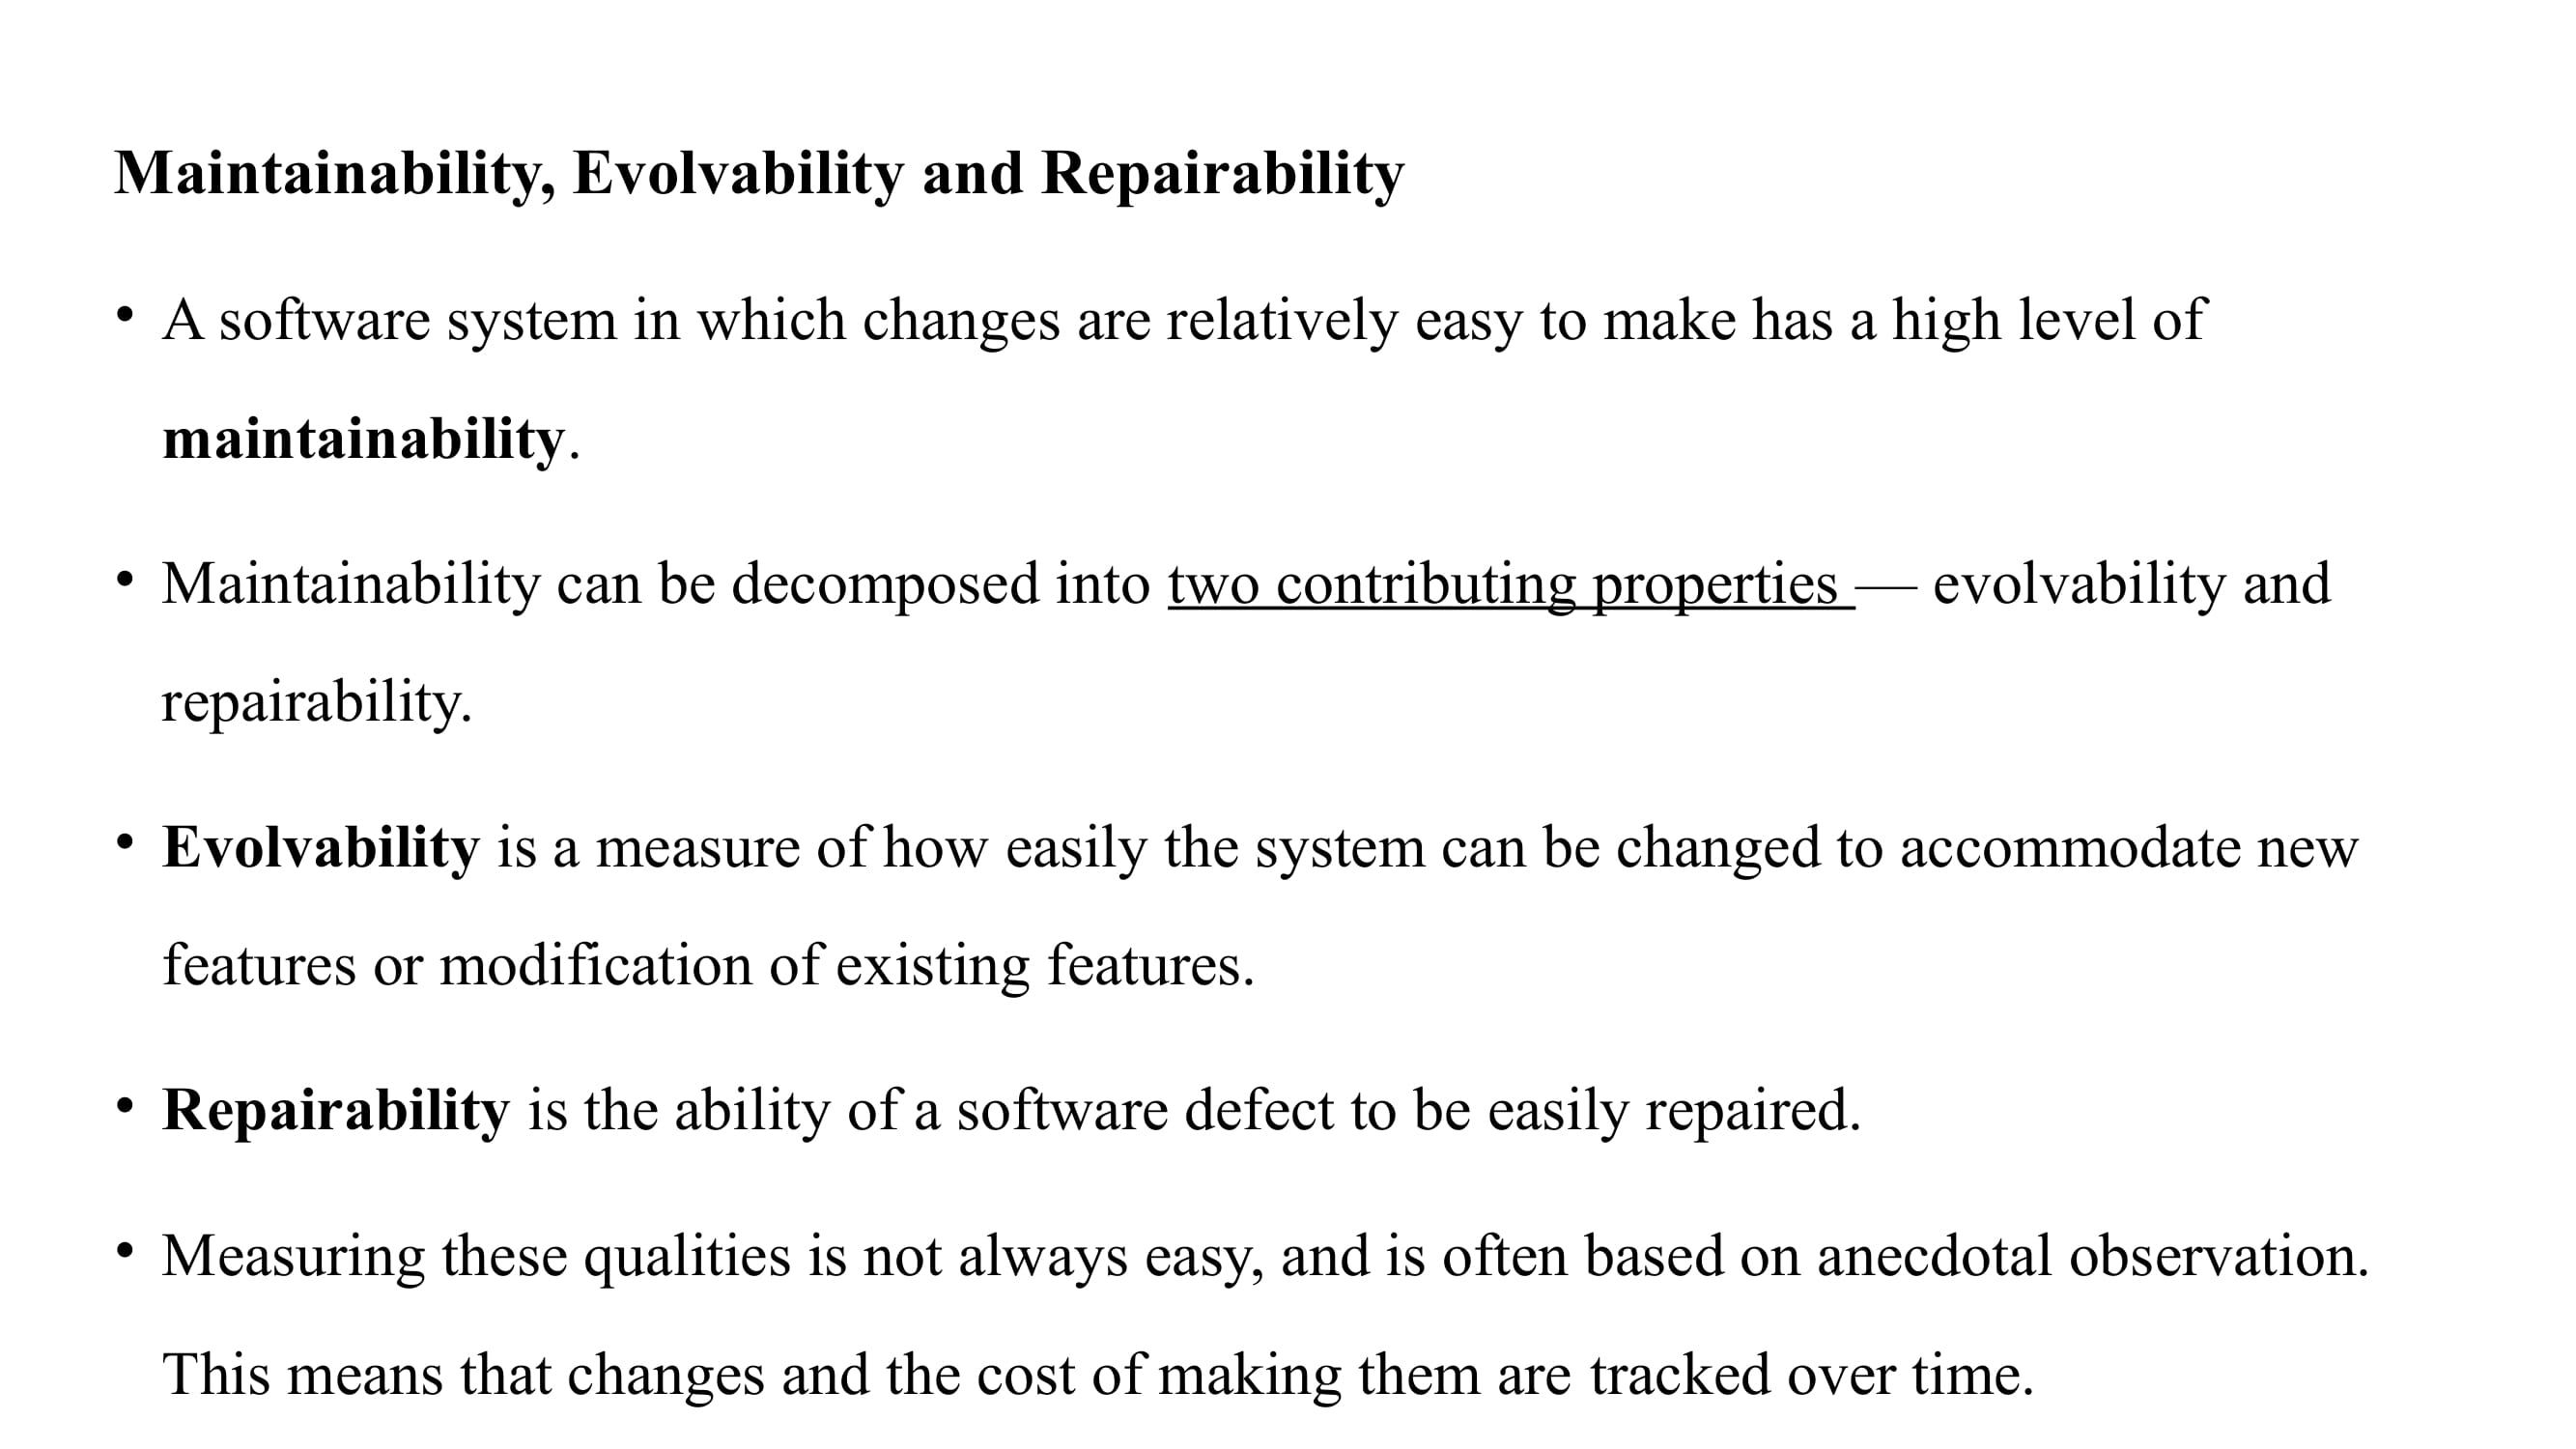 Maintainability, Evolvability and Repairability
• A software system in which changes are relatively easy to make has a high level of
maintainability.
• Maintainability can be decomposed into two contributing properties — evolvability and
repairability.
• Evolvability is a measure of how easily the system can be changed to accommodate new
features or modification of existing features.
• Repairability is the ability of a software defect to be easily repaired.
• Measuring these qualities is not always easy, and is often based on anecdotal observation.
This means that changes and the cost of making them are tracked over time.